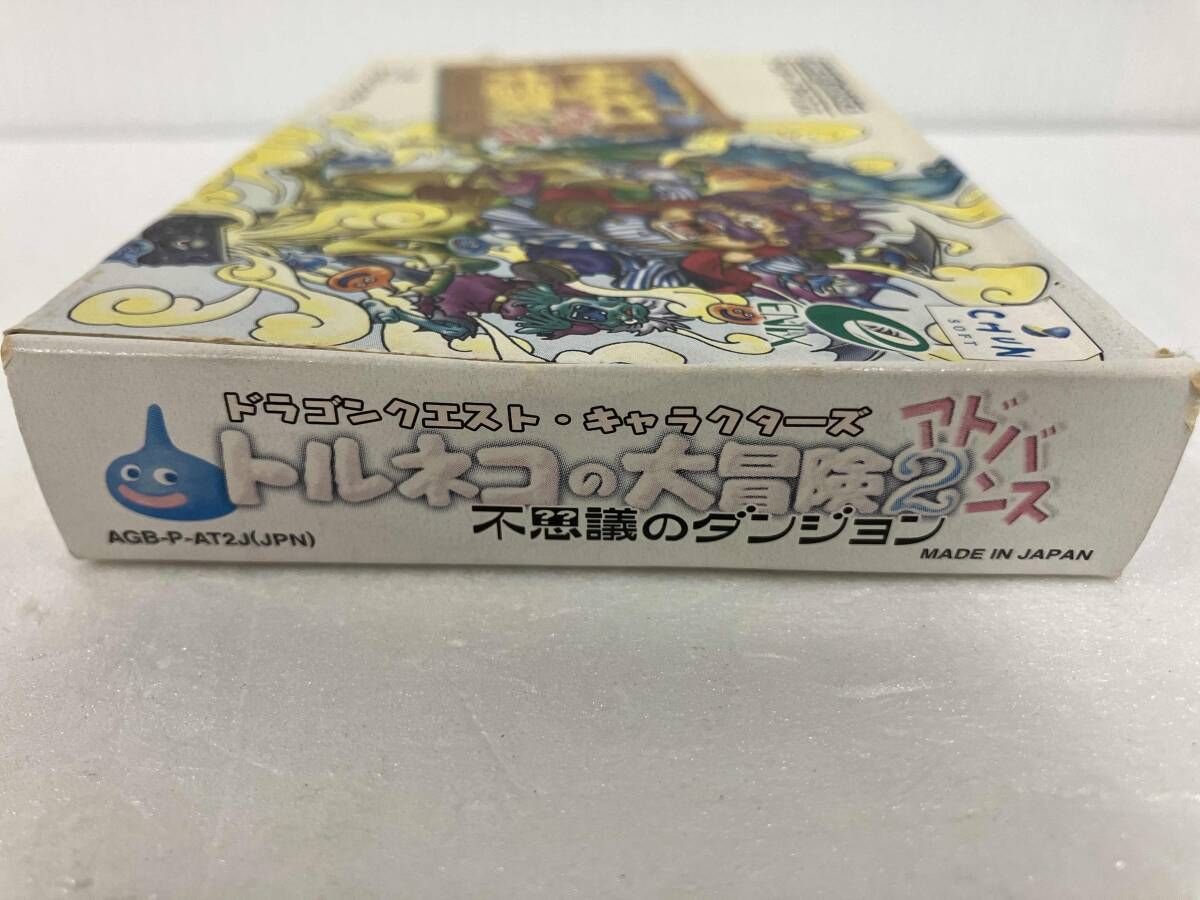 ENIX
CHUN
SOFT
ドラゴンクエスト・キャラクターズ
トルネコの大冒険2
アドバンス
不思議のダンジョン
AGB-P-AT2J(JPN)
MADE IN JAPAN